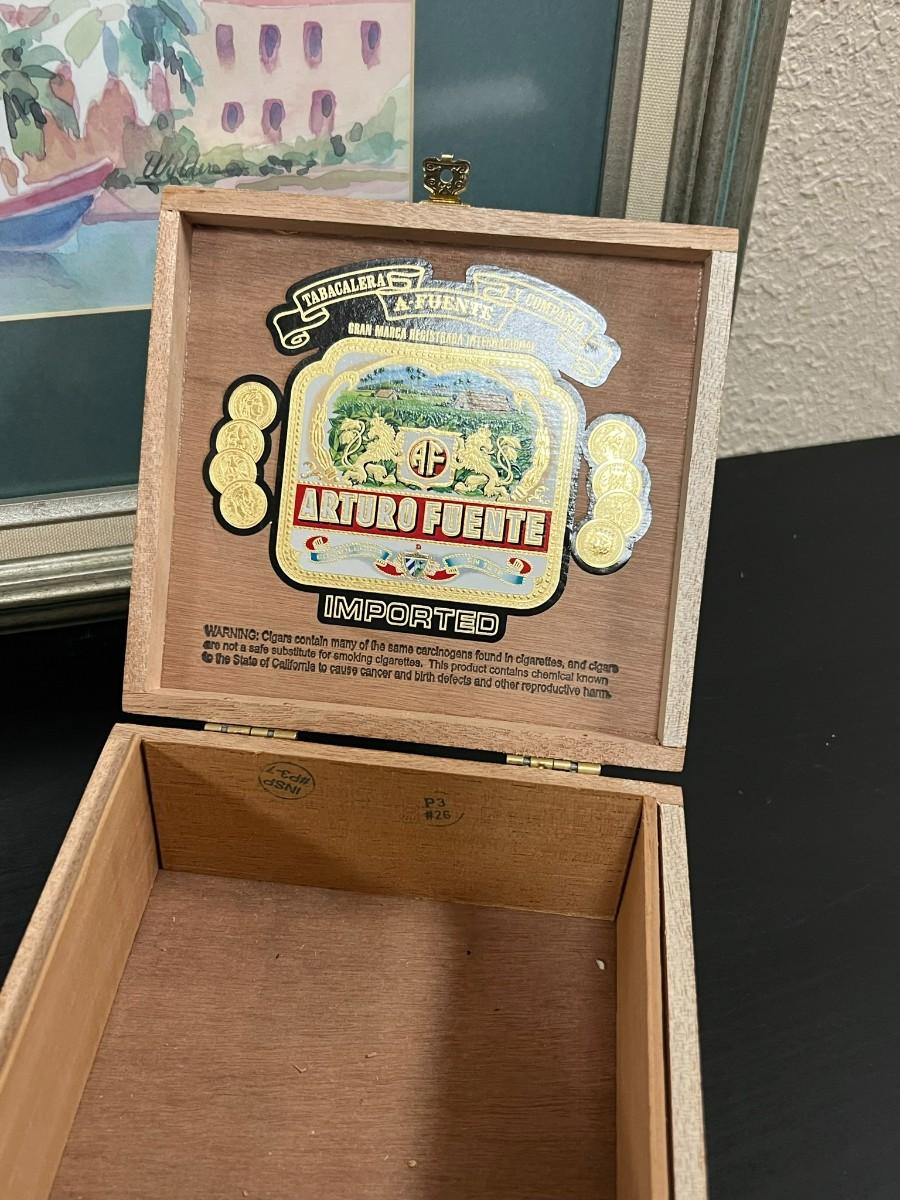 TABACALERA
A. FUENTE
Y COMPAÑIA
GRAN MARCA REGISTRADA INTERNACIONAL
AF
ARTURO FUENTE
IMPORTED
WARNING: Cigars contain many of the same carcinogens found in cigarettes, and cigars
are not a safe substitute for smoking cigarettes. This product contains chemical known
to the State of California to cause cancer and birth defects and other reproductive harm.
INSP
#P3-7
P3
#26